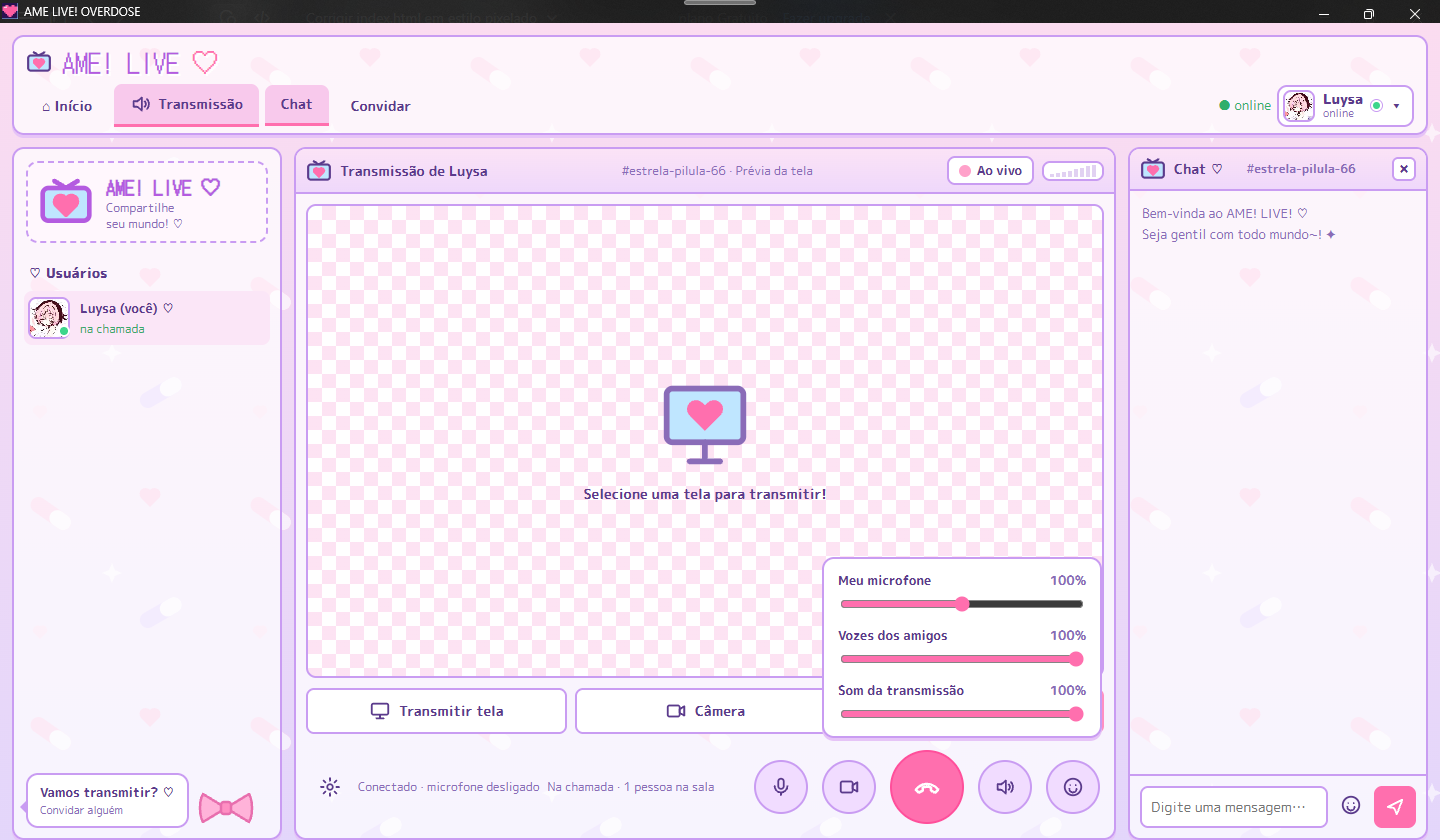 AME LIVE! OVERDOSE
AME! LIVE ♡
⌂ Início
Transmissão
Chat
Convidar
online
Luysa
online
AME! LIVE ♡
Compartilhe
seu mundo! ♡
♡ Usuários
Luysa (você) ♡
na chamada
Vamos transmitir? ♡
Convidar alguém
Transmissão de Luysa
#estrela-pilula-66 · Prévia da tela
Ao vivo
Selecione uma tela para transmitir!
Meu microfone 100%
Vozes dos amigos 100%
Som da transmissão 100%
Transmitir tela
Câmera
Conectado · microfone desligado
Na chamada · 1 pessoa na sala
Chat ♡
#estrela-pilula-66
Bem-vinda ao AME! LIVE! ♡
Seja gentil com todo mundo~! ✦
Digite uma mensagem···